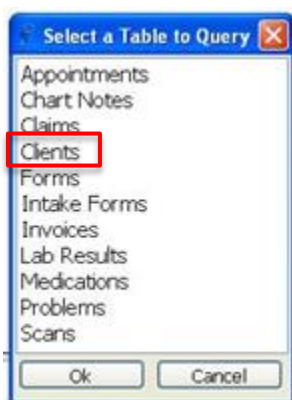 Select a Table to Query
Appointments
Chart Notes
Claims
Clients
Forms
Intake Forms
Invoices
Lab Results
Medications
Problems
Scans
Ok Cancel